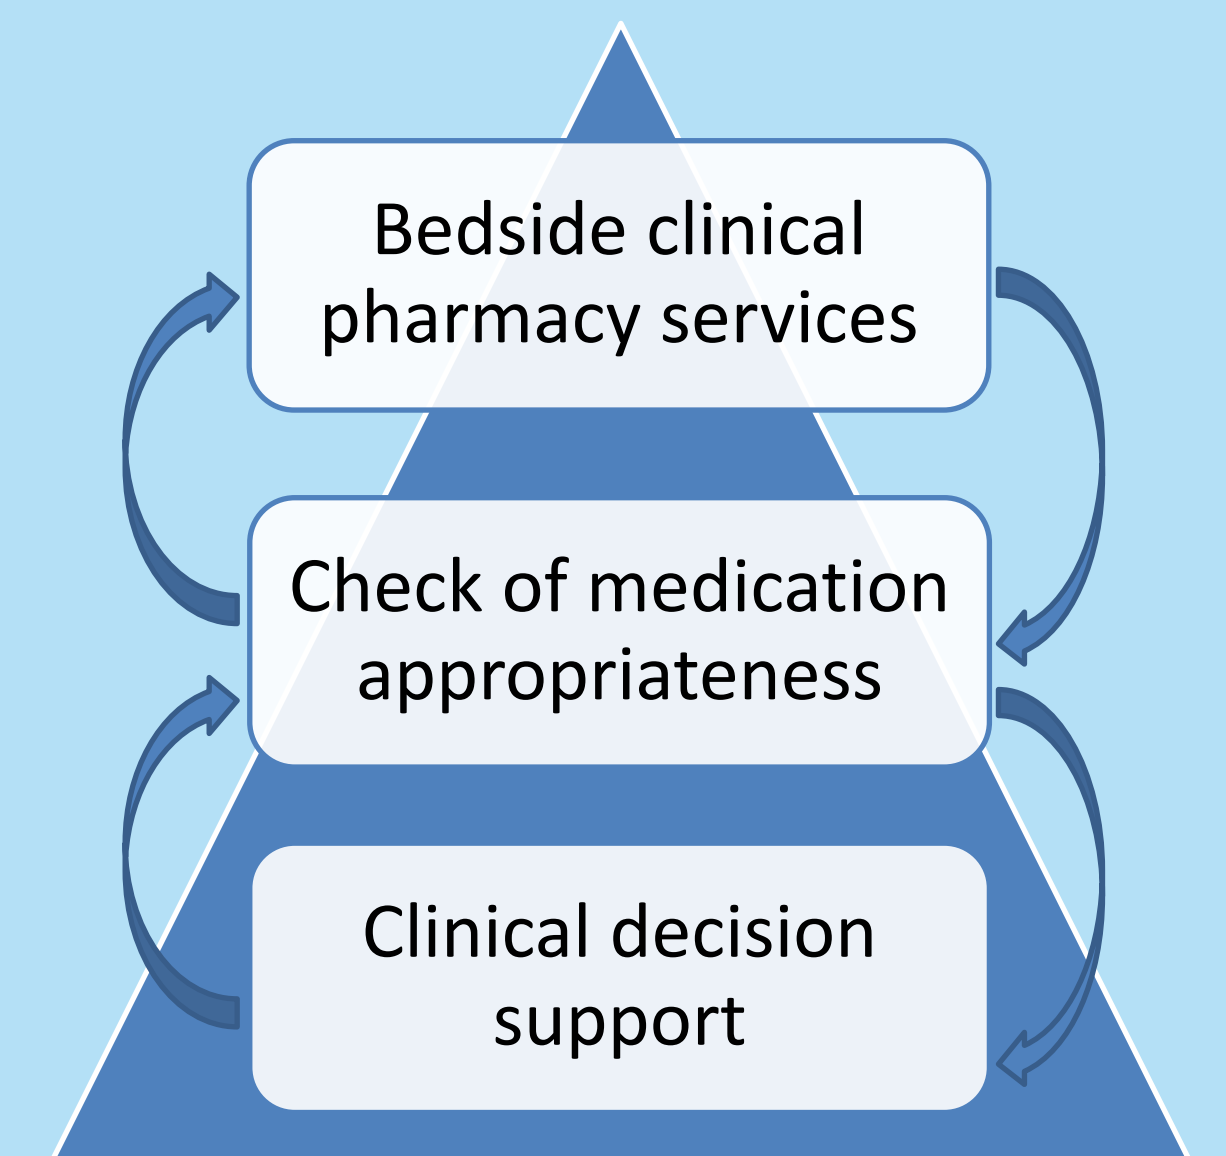 Bedside clinical
pharmacy services
Check of medication
appropriateness
Clinical decision
support